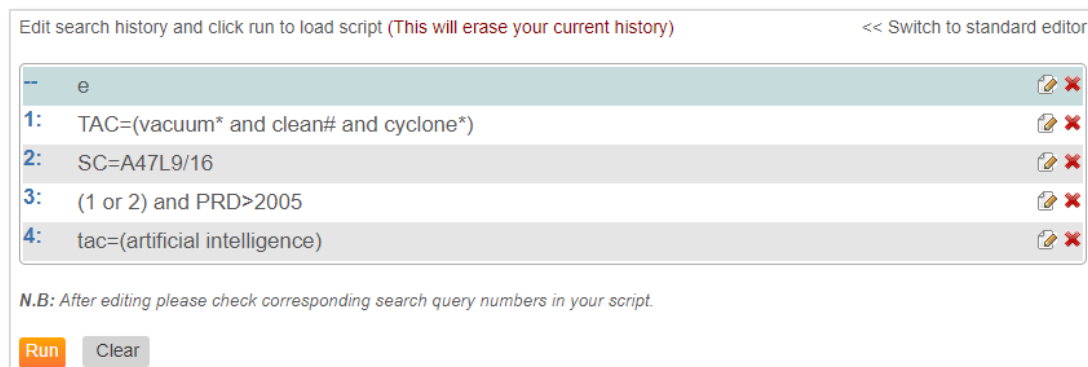 Edit search history and click run to load script (This will erase your current history) << Switch to standard editor
-- e
1: TAC=(vacuum* and clean# and cyclone*)
2: SC=A47L9/16
3: (1 or 2) and PRD>2005
4: tac=(artificial intelligence)
N.B: After editing please check corresponding search query numbers in your script.
Run Clear